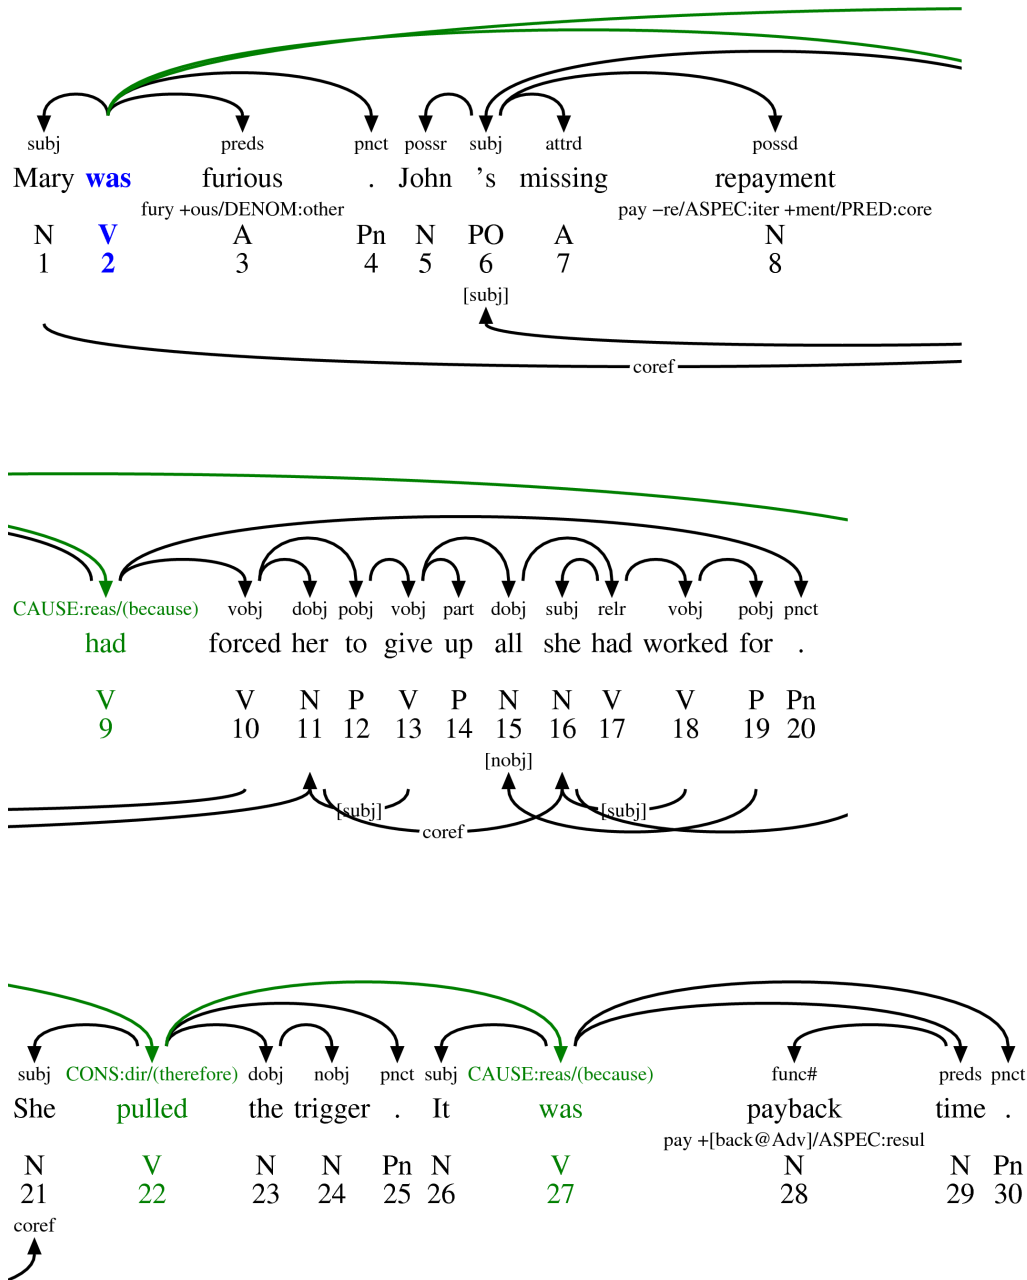 subj preds pnct possr subj attrd possd
Mary was furious . John 's missing repayment
fury +ous/DENOM:other pay −re/ASPEC:iter +ment/PRED:core
N V A Pn N PO A N
1 2 3 4 5 6 7 8
[subj]
coref
CAUSE:reas/(because) vobj dobj pobj vobj part dobj subj relr vobj pobj pnct
had forced her to give up all she had worked for .
V V N P V P N N V V P Pn
9 10 11 12 13 14 15 16 17 18 19 20
[nobj]
[subj] [subj]
coref
subj CONS:dir/(therefore) dobj nobj pnct subj CAUSE:reas/(because) func# preds pnct
She pulled the trigger . It was payback time .
pay +[back@Adv]/ASPEC:resul
N V N N Pn N V N N Pn
21 22 23 24 25 26 27 28 29 30
coref